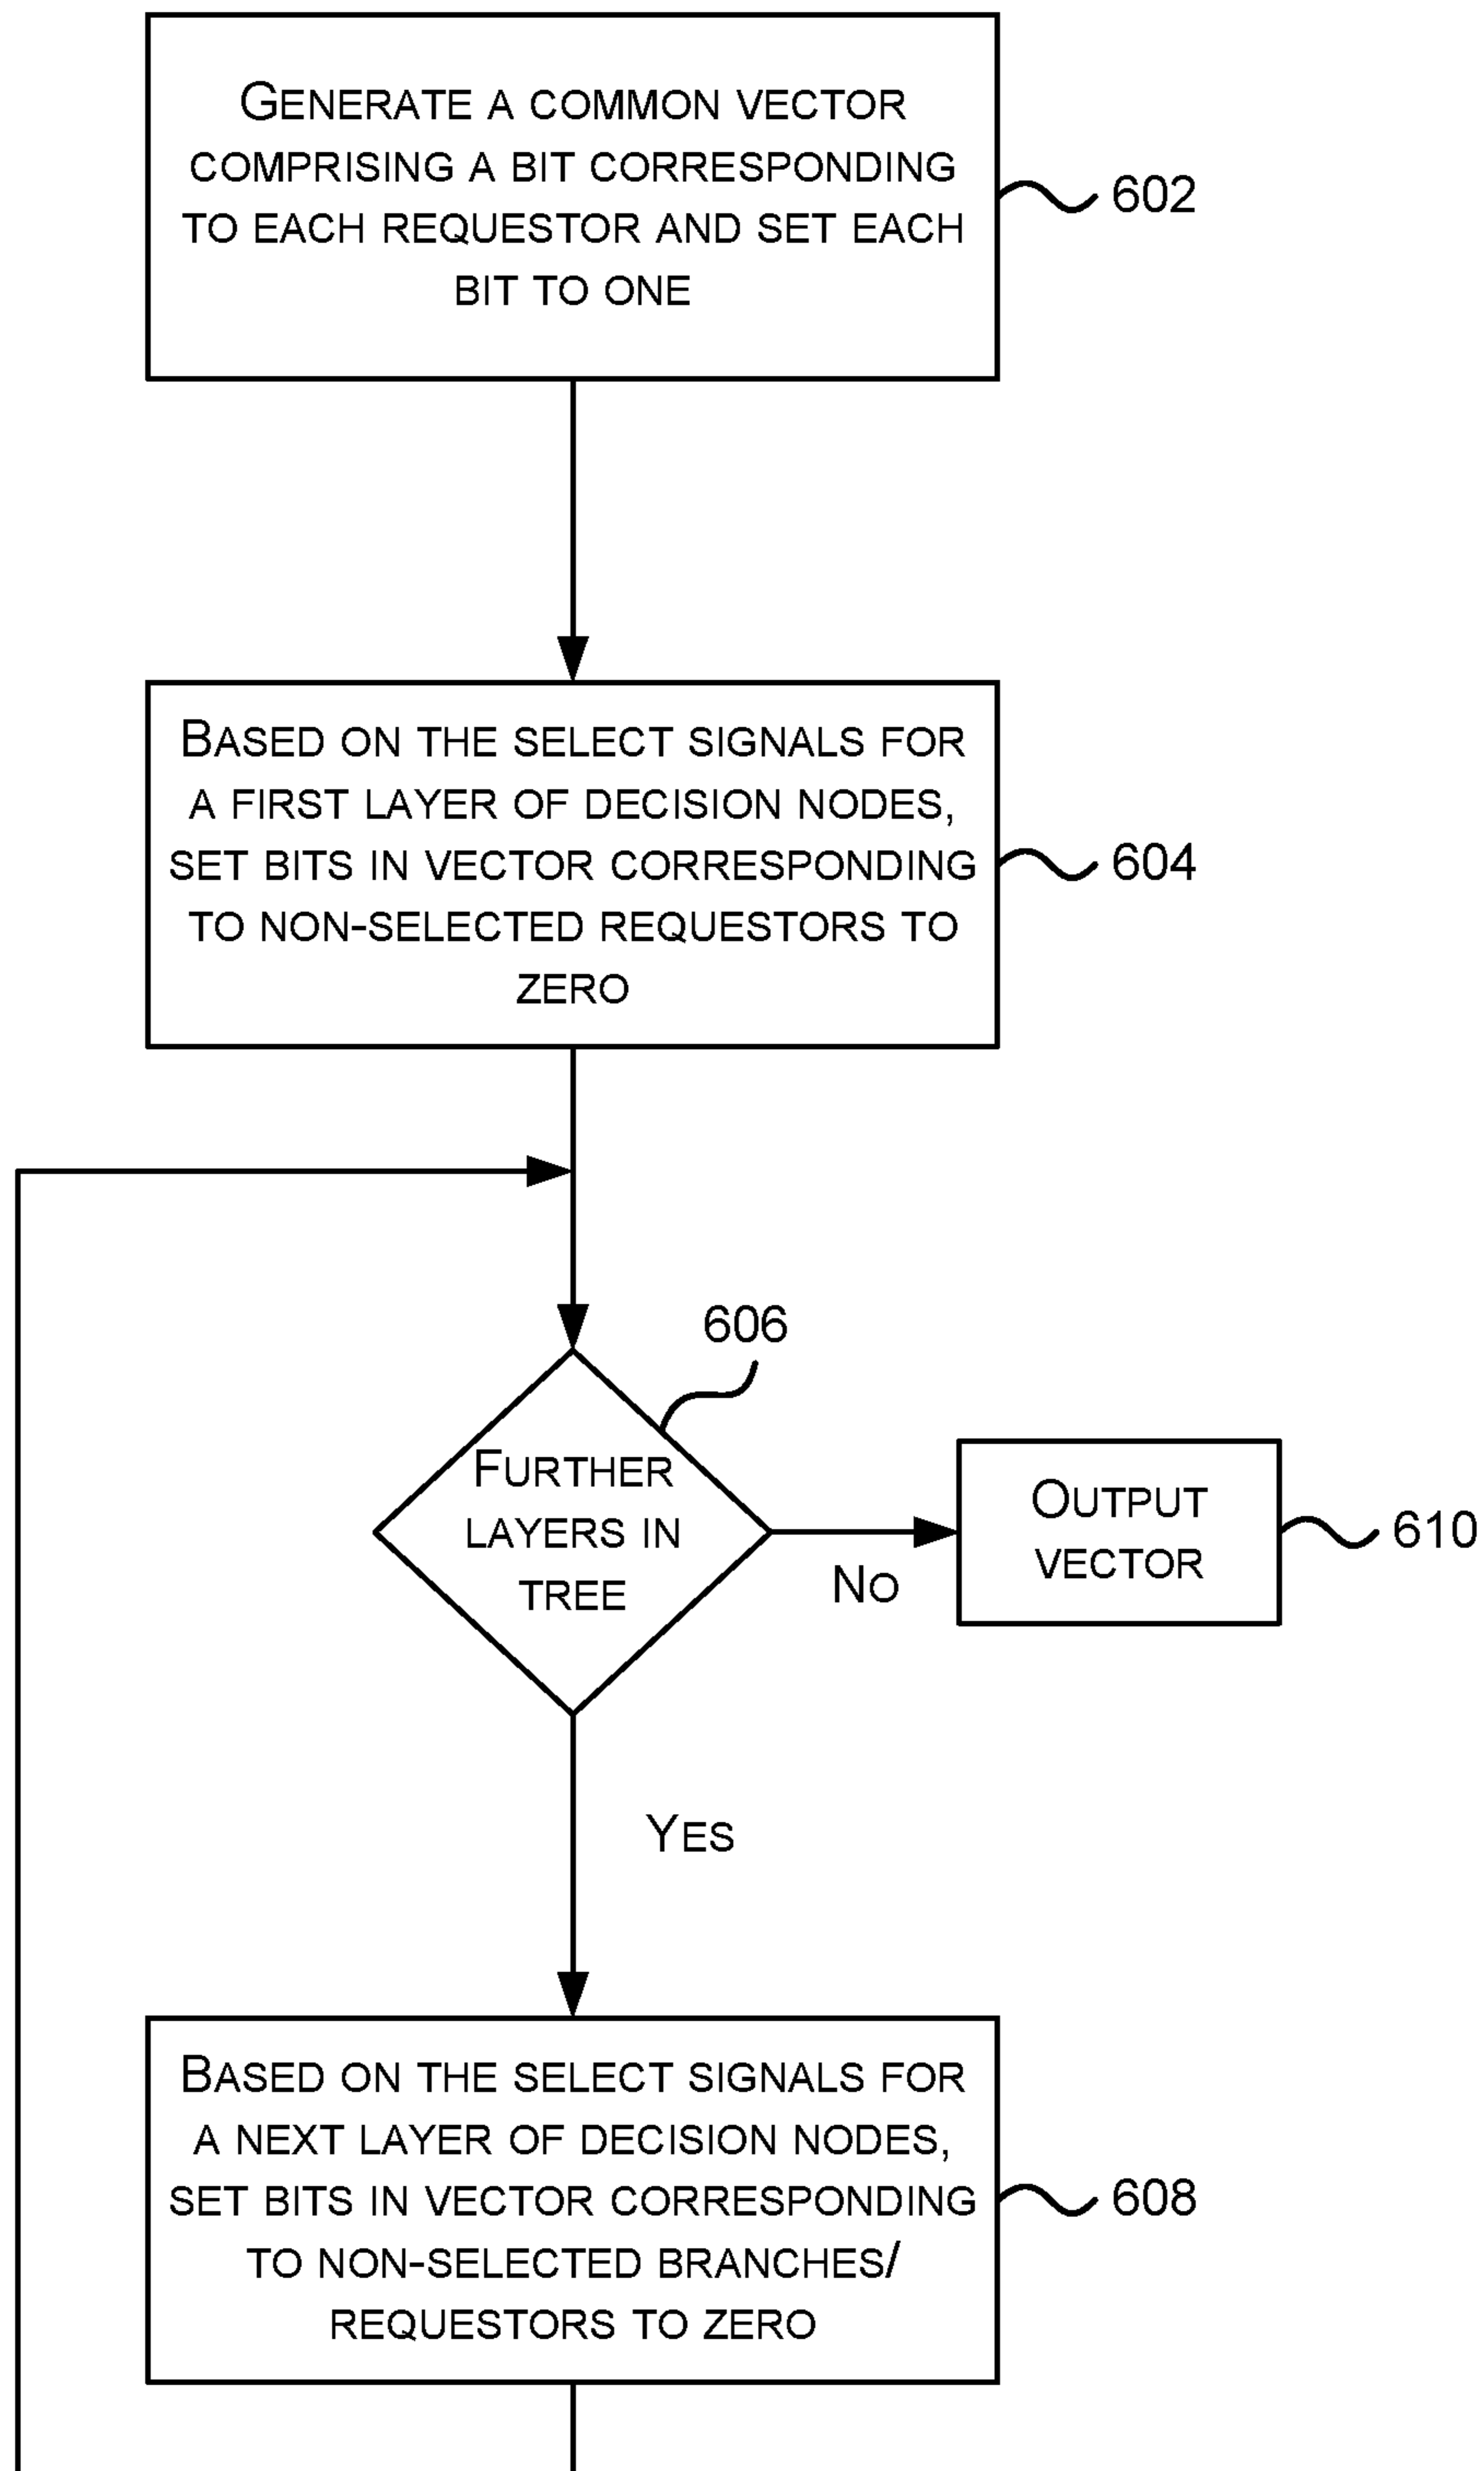 GENERATE A COMMON VECTOR
COMPRISING A BIT CORRESPONDING
TO EACH REQUESTOR AND SET EACH
BIT TO ONE
602
BASED ON THE SELECT SIGNALS FOR
A FIRST LAYER OF DECISION NODES,
SET BITS IN VECTOR CORRESPONDING
TO NON-SELECTED REQUESTORS TO
ZERO
604
606
FURTHER
LAYERS IN
TREE
NO
OUTPUT
VECTOR
610
YES
BASED ON THE SELECT SIGNALS FOR
A NEXT LAYER OF DECISION NODES,
SET BITS IN VECTOR CORRESPONDING
TO NON-SELECTED BRANCHES/
REQUESTORS TO ZERO
608